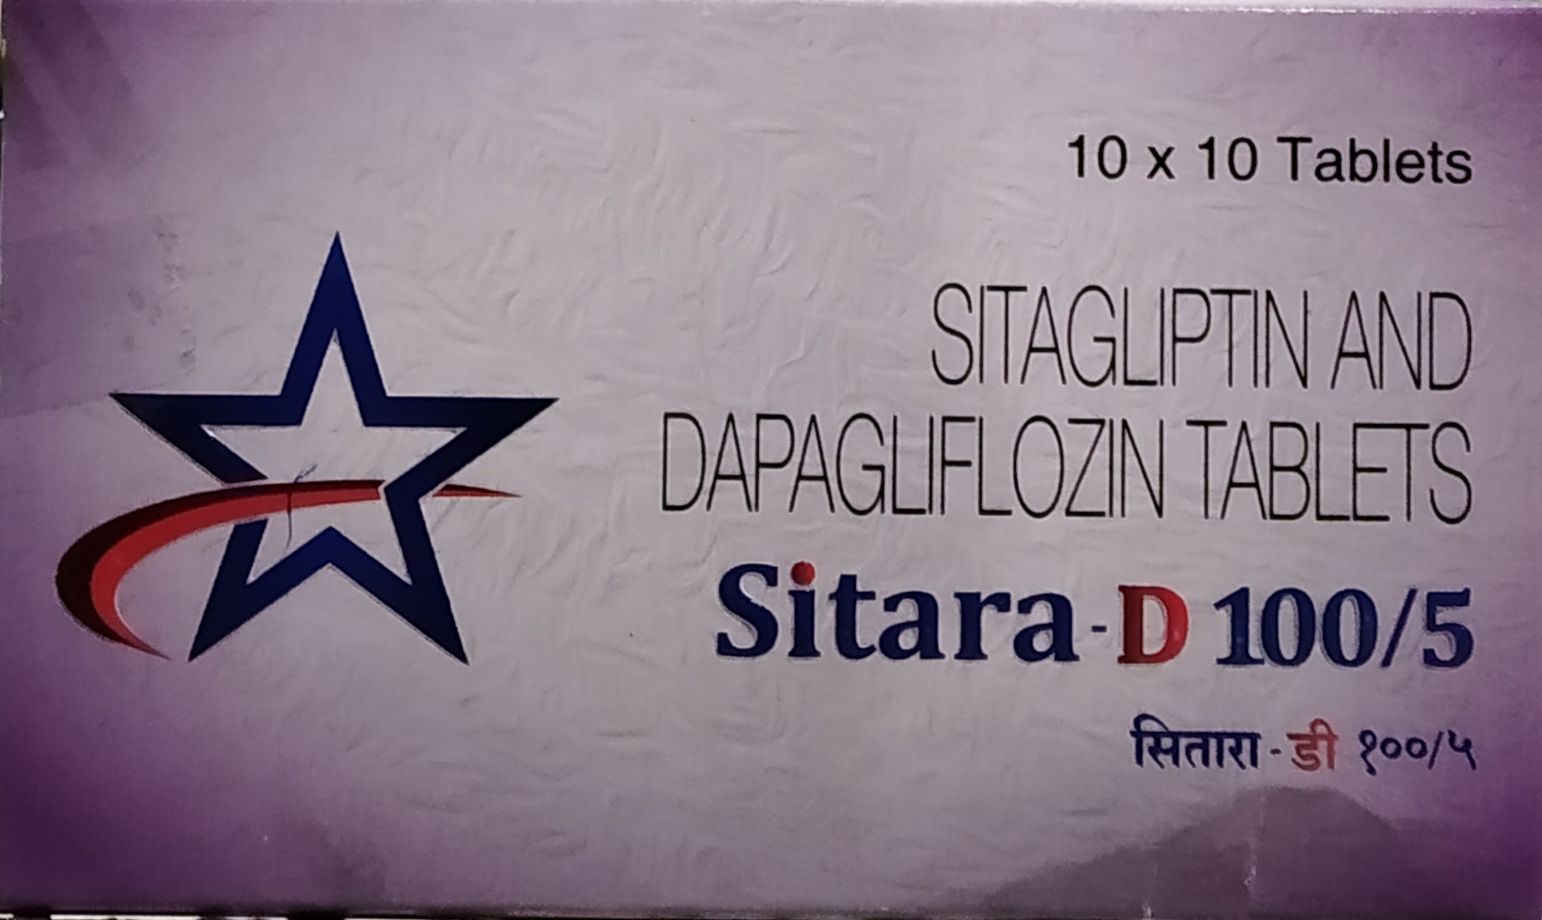 10 x 10 Tablets
SITAGLIPTIN AND
DAPAGLIFLOZIN TABLETS
Sitara-D 100/5
सितारा-डी १००/५